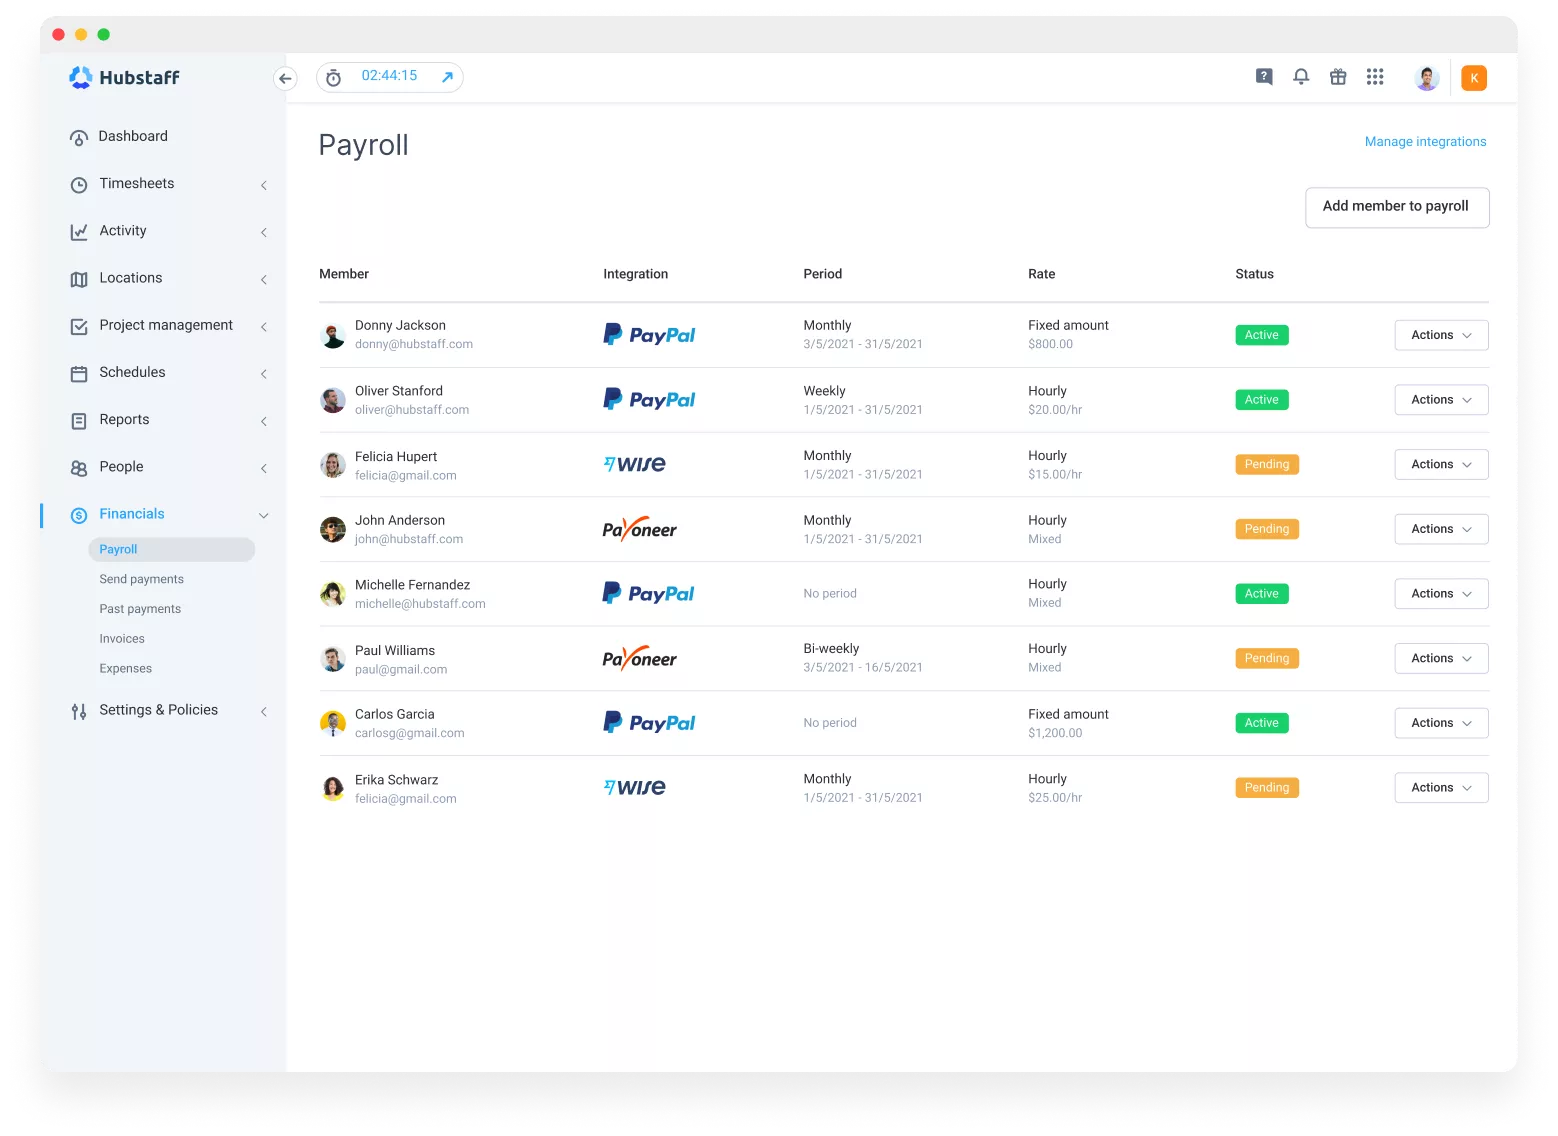 Hubstaff
02:44:15
?
K
Dashboard
Timesheets
Activity
Locations
Project management
Schedules
Reports
People
Financials
$
Payroll
Send payments
Past payments
Invoices
Expenses
Settings & Policies
Payroll
Manage integrations
Add member to payroll
Member Integration Period Rate Status
Donny Jackson PayPal Monthly Fixed amount Active Actions
donny@hubstaff.com 3/5/2021 - 31/5/2021 $800.00
Oliver Stanford PayPal Weekly Hourly Active Actions
oliver@hubstaff.com 1/5/2021 - 31/5/2021 $20.00/hr
Felicia Hupert wise Monthly Hourly Pending Actions
felicia@gmail.com 1/5/2021 - 31/5/2021 $15.00/hr
John Anderson Payoneer Monthly Hourly Pending Actions
john@hubstaff.com 1/5/2021 - 31/5/2021 Mixed
Michelle Fernandez PayPal No period Hourly Active Actions
michelle@hubstaff.com Mixed
Paul Williams Payoneer Bi-weekly Hourly Pending Actions
paul@gmail.com 3/5/2021 - 16/5/2021 Mixed
Carlos Garcia PayPal No period Fixed amount Active Actions
carlosg@gmail.com $1,200.00
Erika Schwarz wise Monthly Hourly Pending Actions
felicia@gmail.com 1/5/2021 - 31/5/2021 $25.00/hr